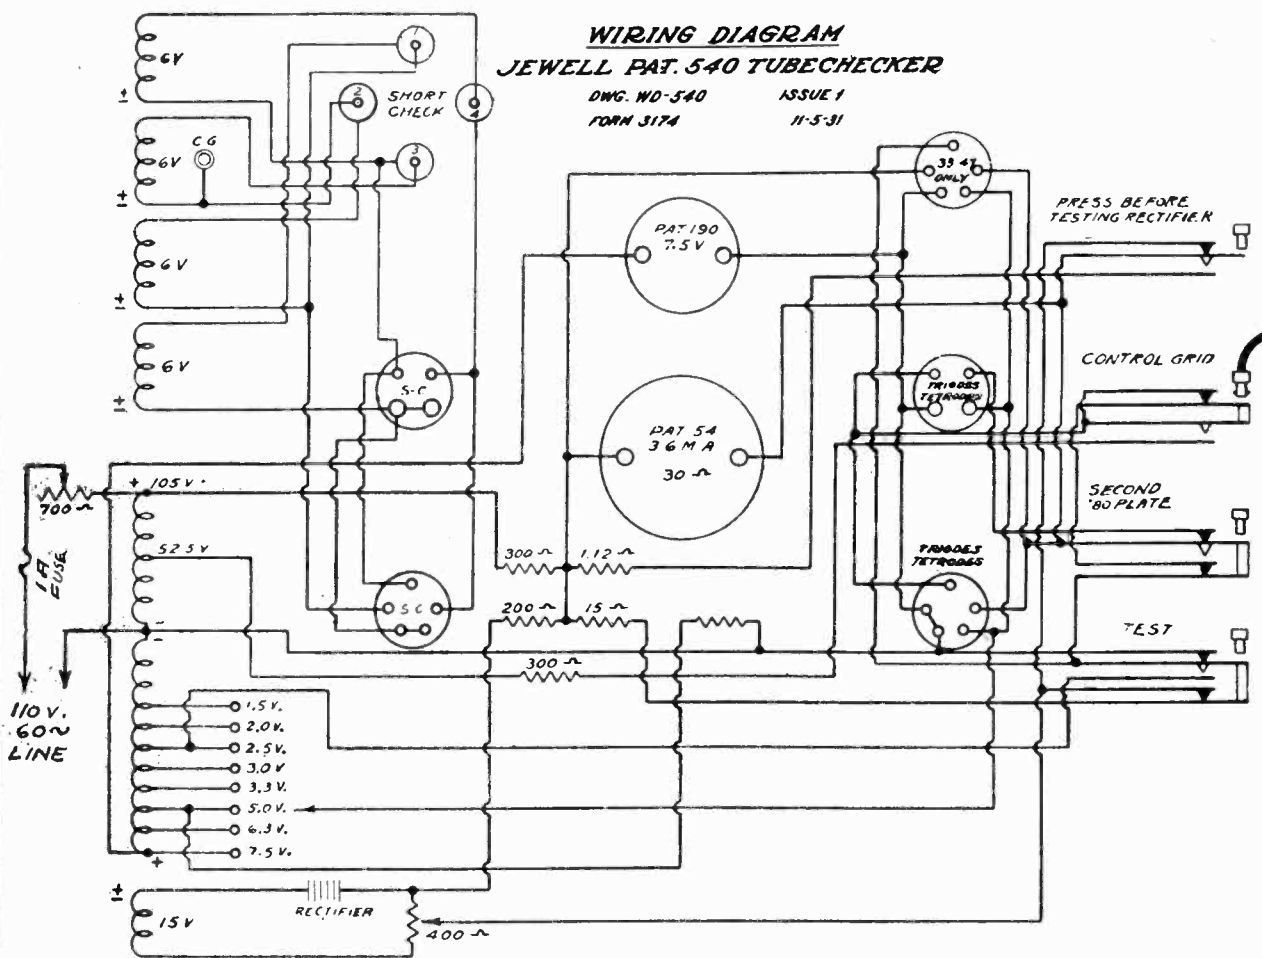 WIRING DIAGRAM
JEWELL PAT. 540 TUBECHECKER
DWG. WD-540 ISSUE 1
FORM 3174 11-5-31
6V
±
1
2
SHORT
CHECK
4
3
CG
6V
±
6V
±
6V
±
S-C
33 47
ONLY
PAT 190
7.5 V
PRESS BEFORE
TESTING RECTIFIER
CONTROL GRID
TRIODES
TETRODES
PAT 54
36 MA
30 Ω
SECOND
'80 PLATE
TRIODES
TETRODES
TEST
700 Ω
+ 105 V.
52.5 V
1 A.
FUSE
300 Ω 1.12 Ω
S C
200 Ω 15 Ω
300 Ω
-
-
110 V.
60~
LINE
1.5 V.
2.0 V.
2.5 V.
3.0 V
3.3 V.
5.0 V.
6.3 V.
7.5 V.
+
±
RECTIFIER
15 V
400 Ω